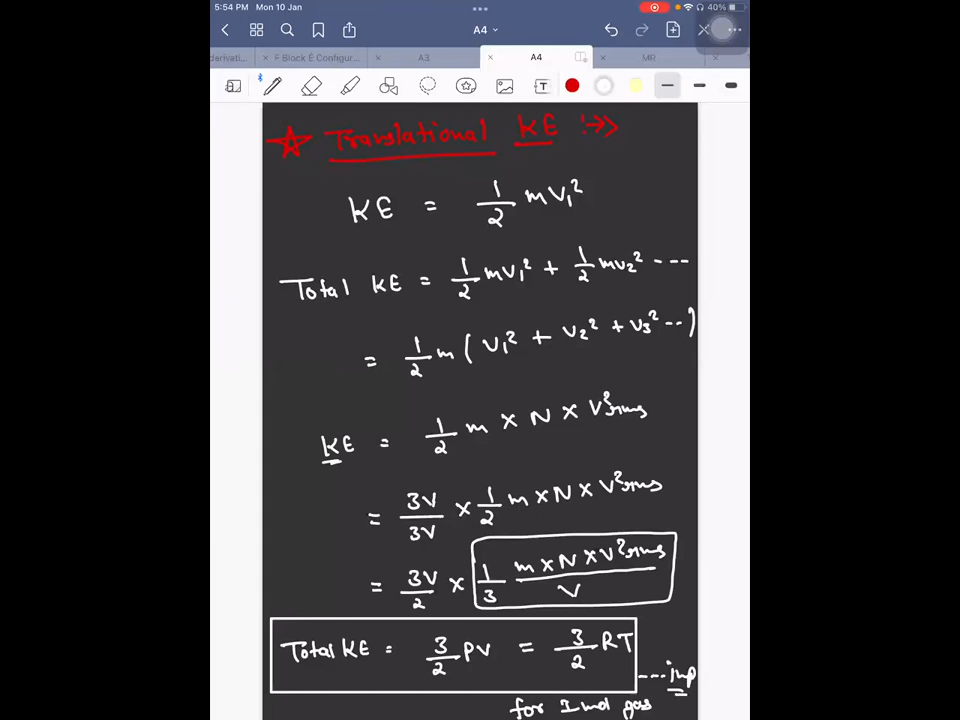 5:54 PM Mon 10 Jan
40%
A4
derivati...
F Block E Configur...
A3
A4
MR
Translational KE :→>
KE = 1/2 mv₁²
Total KE = 1/2 mv₁² + 1/2 mv₂² ----
= 1/2 m ( v₁² + v₂² + v₃² -- )
KE = 1/2 m × N × V²rms
= 3V/3V × 1/2 m × N × V²rms
= 3V/2 × 1/3 m × N × V²rms / V
Total KE = 3/2 PV = 3/2 RT
---- imp
for 1 mol gas